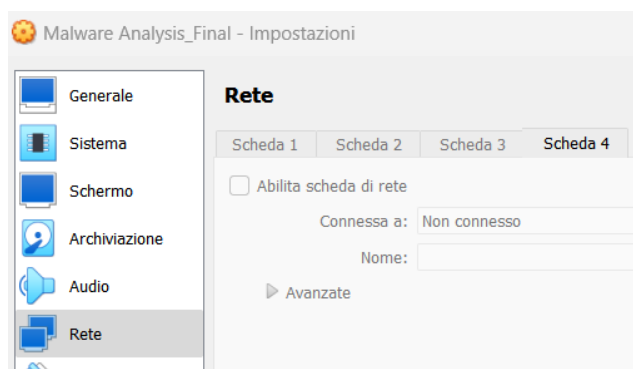 Malware Analysis_Final - Impostazioni
Generale
Sistema
Schermo
Archiviazione
Audio
Rete
Rete
Scheda 1 Scheda 2 Scheda 3 Scheda 4
Abilita scheda di rete
Connessa a: Non connesso
Nome:
Avanzate